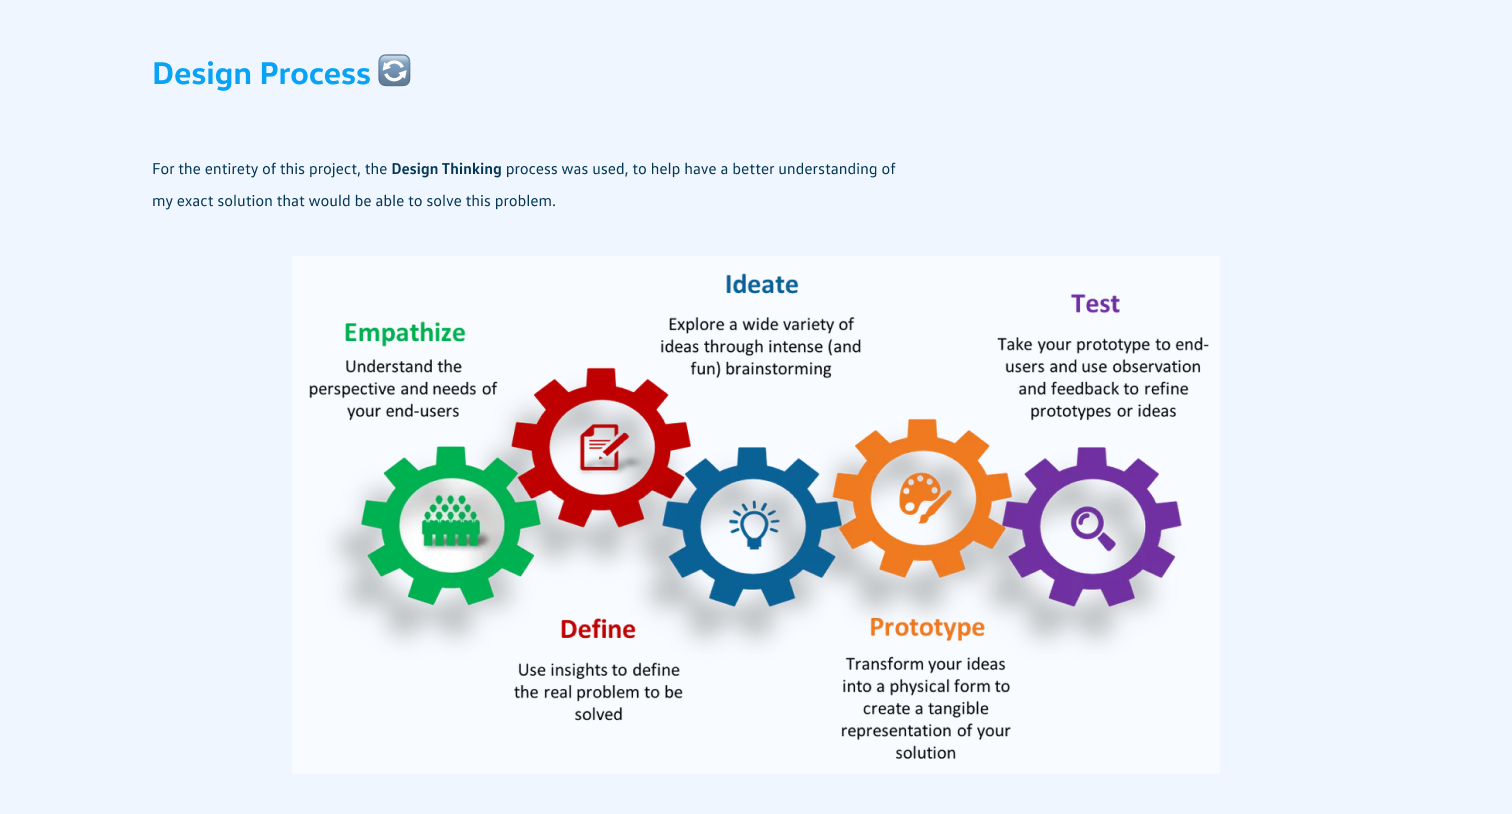 Design Process
For the entirety of this project, the Design Thinking process was used, to help have a better understanding of
my exact solution that would be able to solve this problem.
Empathize
Understand the
perspective and needs of
your end-users
Define
Use insights to define
the real problem to be
solved
Ideate
Explore a wide variety of
ideas through intense (and
fun) brainstorming
Prototype
Transform your ideas
into a physical form to
create a tangible
representation of your
solution
Test
Take your prototype to end-
users and use observation
and feedback to refine
prototypes or ideas